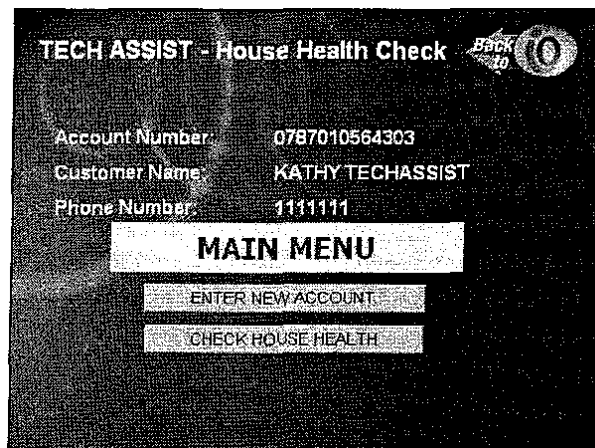 TECH ASSIST - House Health Check
Back to iO
Account Number: 0787010564303
Customer Name: KATHY TECHASSIST
Phone Number: 1111111
MAIN MENU
ENTER NEW ACCOUNT
CHECK HOUSE HEALTH